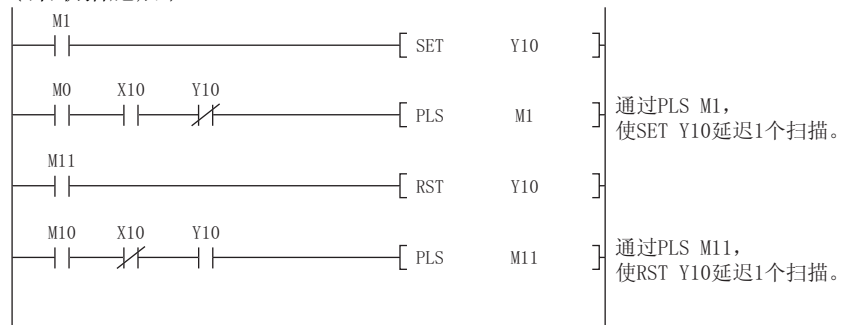 M1
SET Y10
M0 X10 Y10
PLS M1
通过PLS M1,
使SET Y10延迟1个扫描。
M11
RST Y10
M10 X10 Y10
PLS M11
通过PLS M11,
使RST Y10延迟1个扫描。